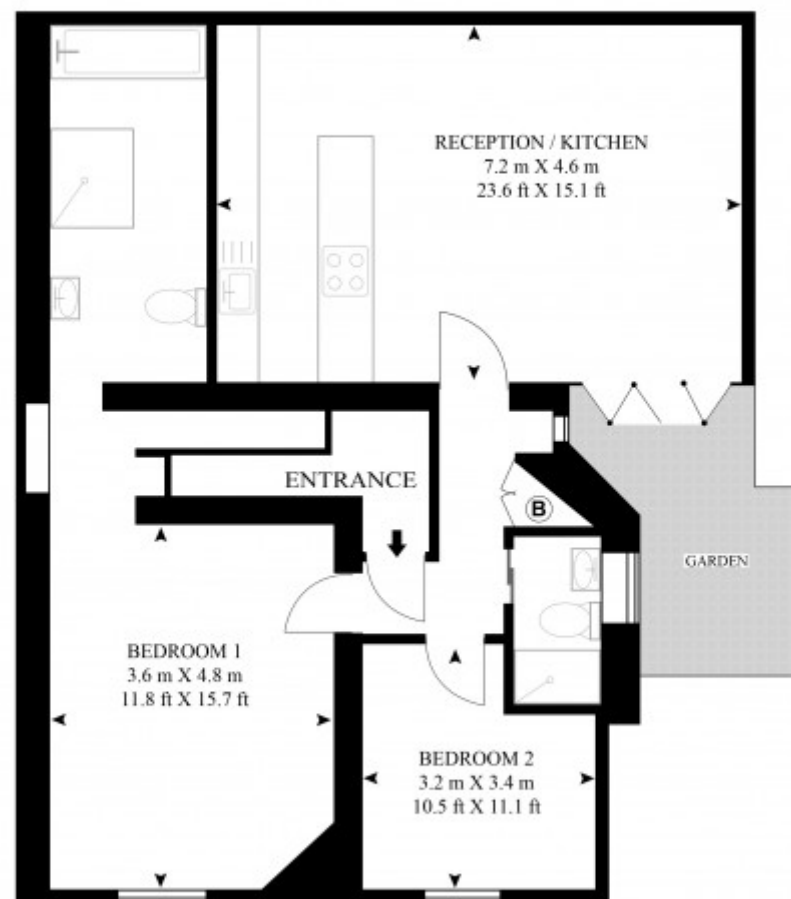 RECEPTION / KITCHEN
7.2 m X 4.6 m
23.6 ft X 15.1 ft
ENTRANCE
B
GARDEN
BEDROOM 1
3.6 m X 4.8 m
11.8 ft X 15.7 ft
BEDROOM 2
3.2 m X 3.4 m
10.5 ft X 11.1 ft